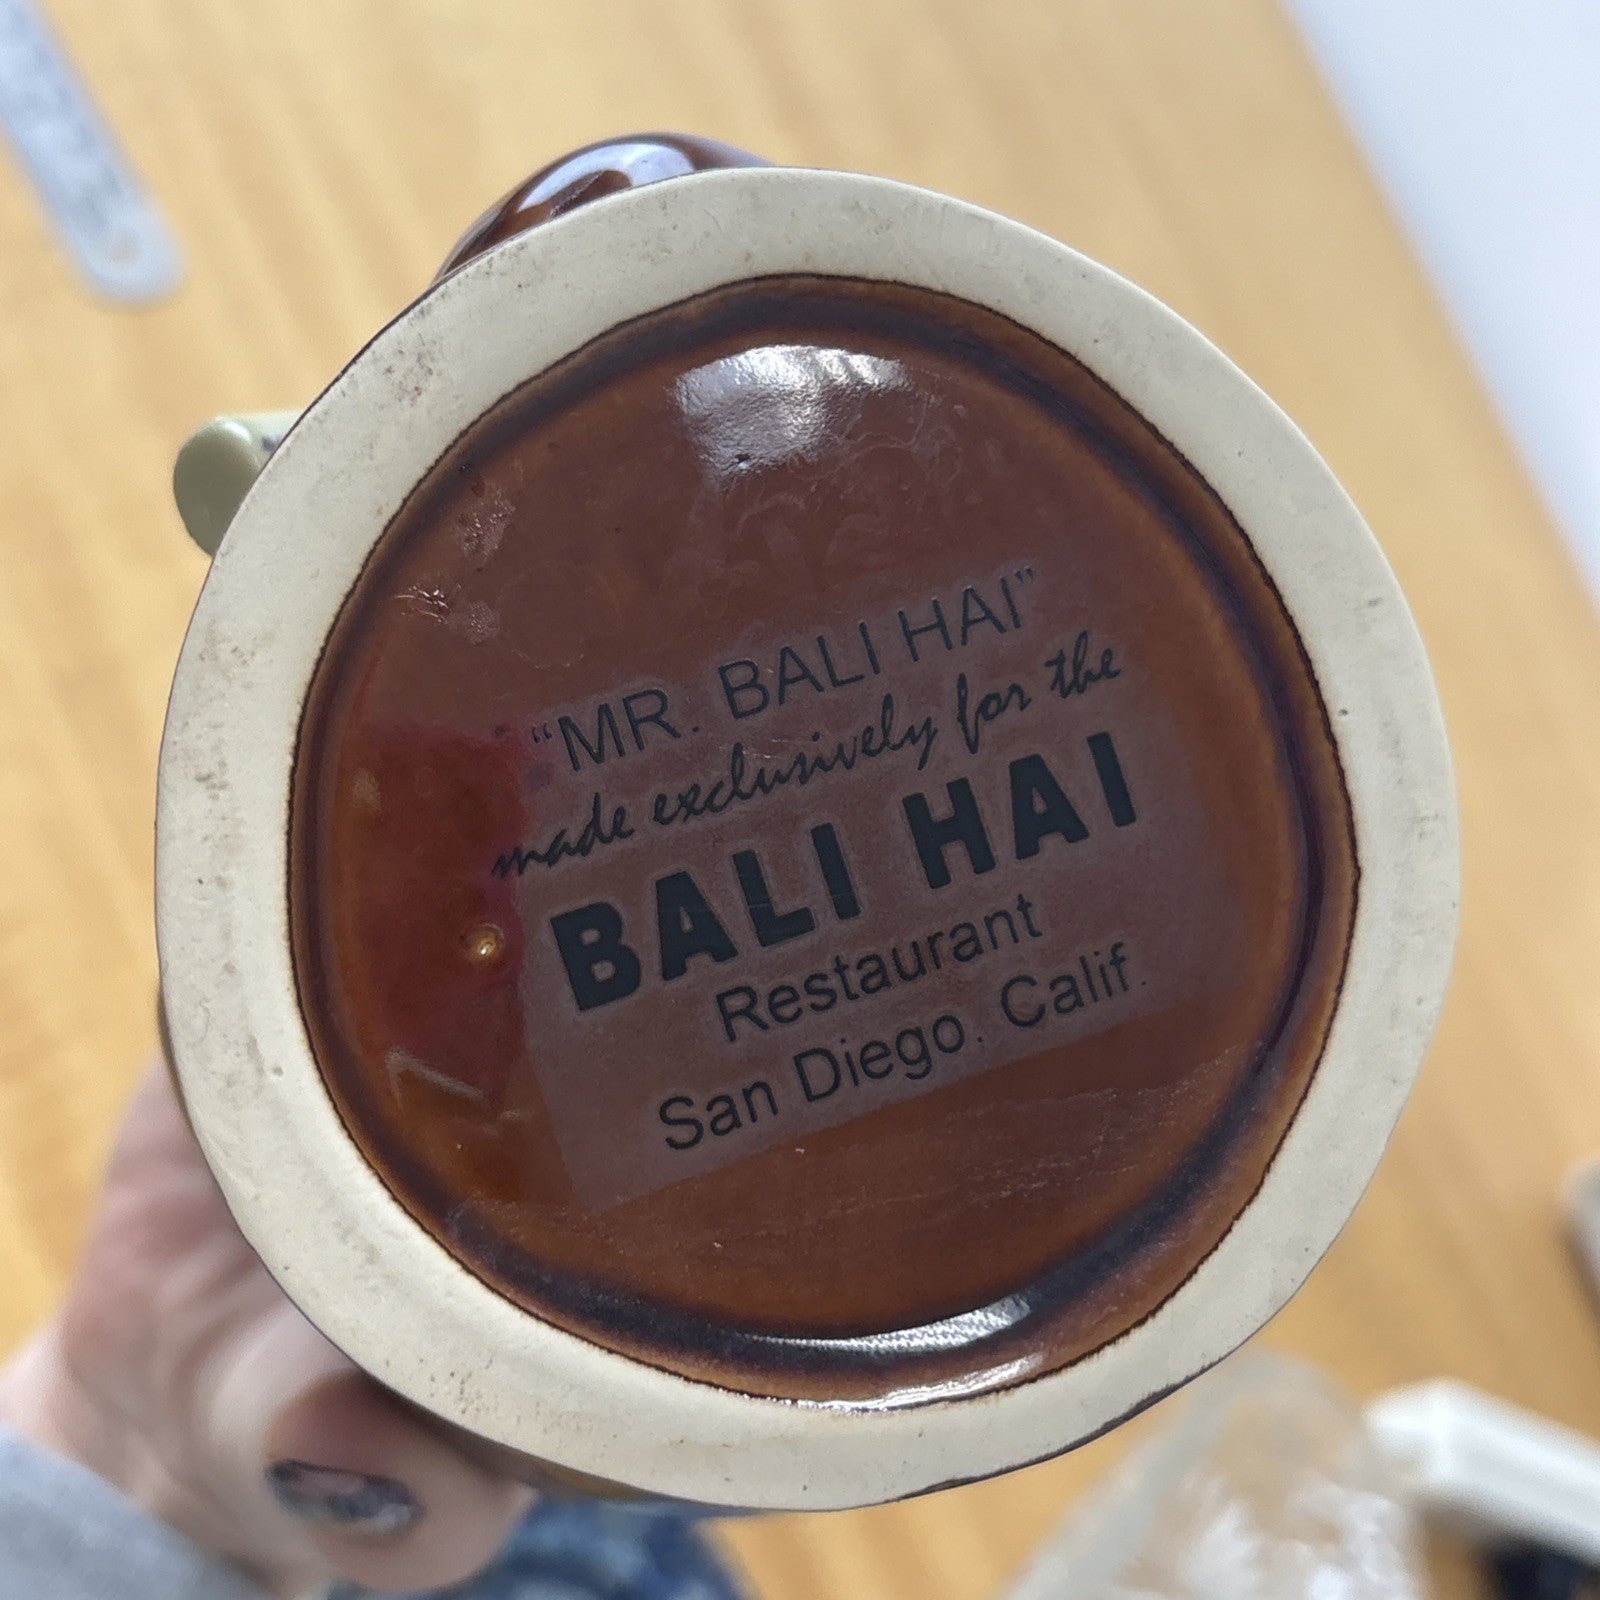 “MR. BALI HAI”
made exclusively for the
BALI HAI
Restaurant
San Diego, Calif.